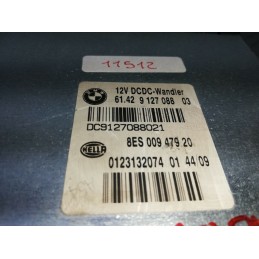 11512
12V DCDC-Wandler
61.42 9 127 088 03
DC9127088021
8ES 009 479 20
HELLA
0123132074 01 44 09